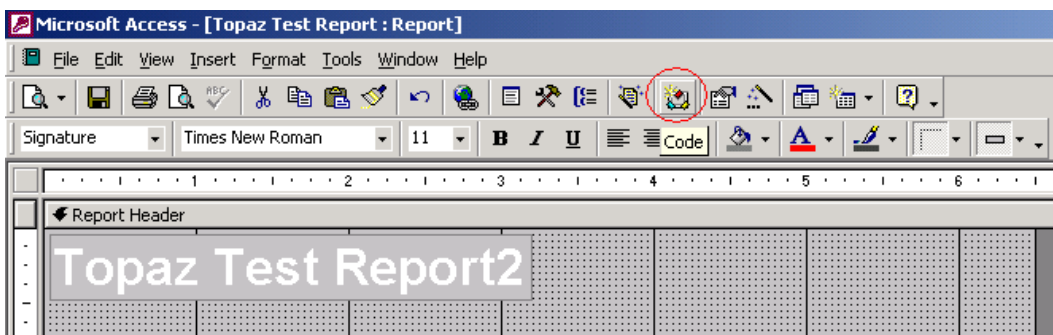 Microsoft Access - [Topaz Test Report : Report]
File Edit View Insert Format Tools Window Help
ABC
Signature Times New Roman 11 B I U Code A
1 2 3 4 5 6
Report Header
Topaz Test Report2